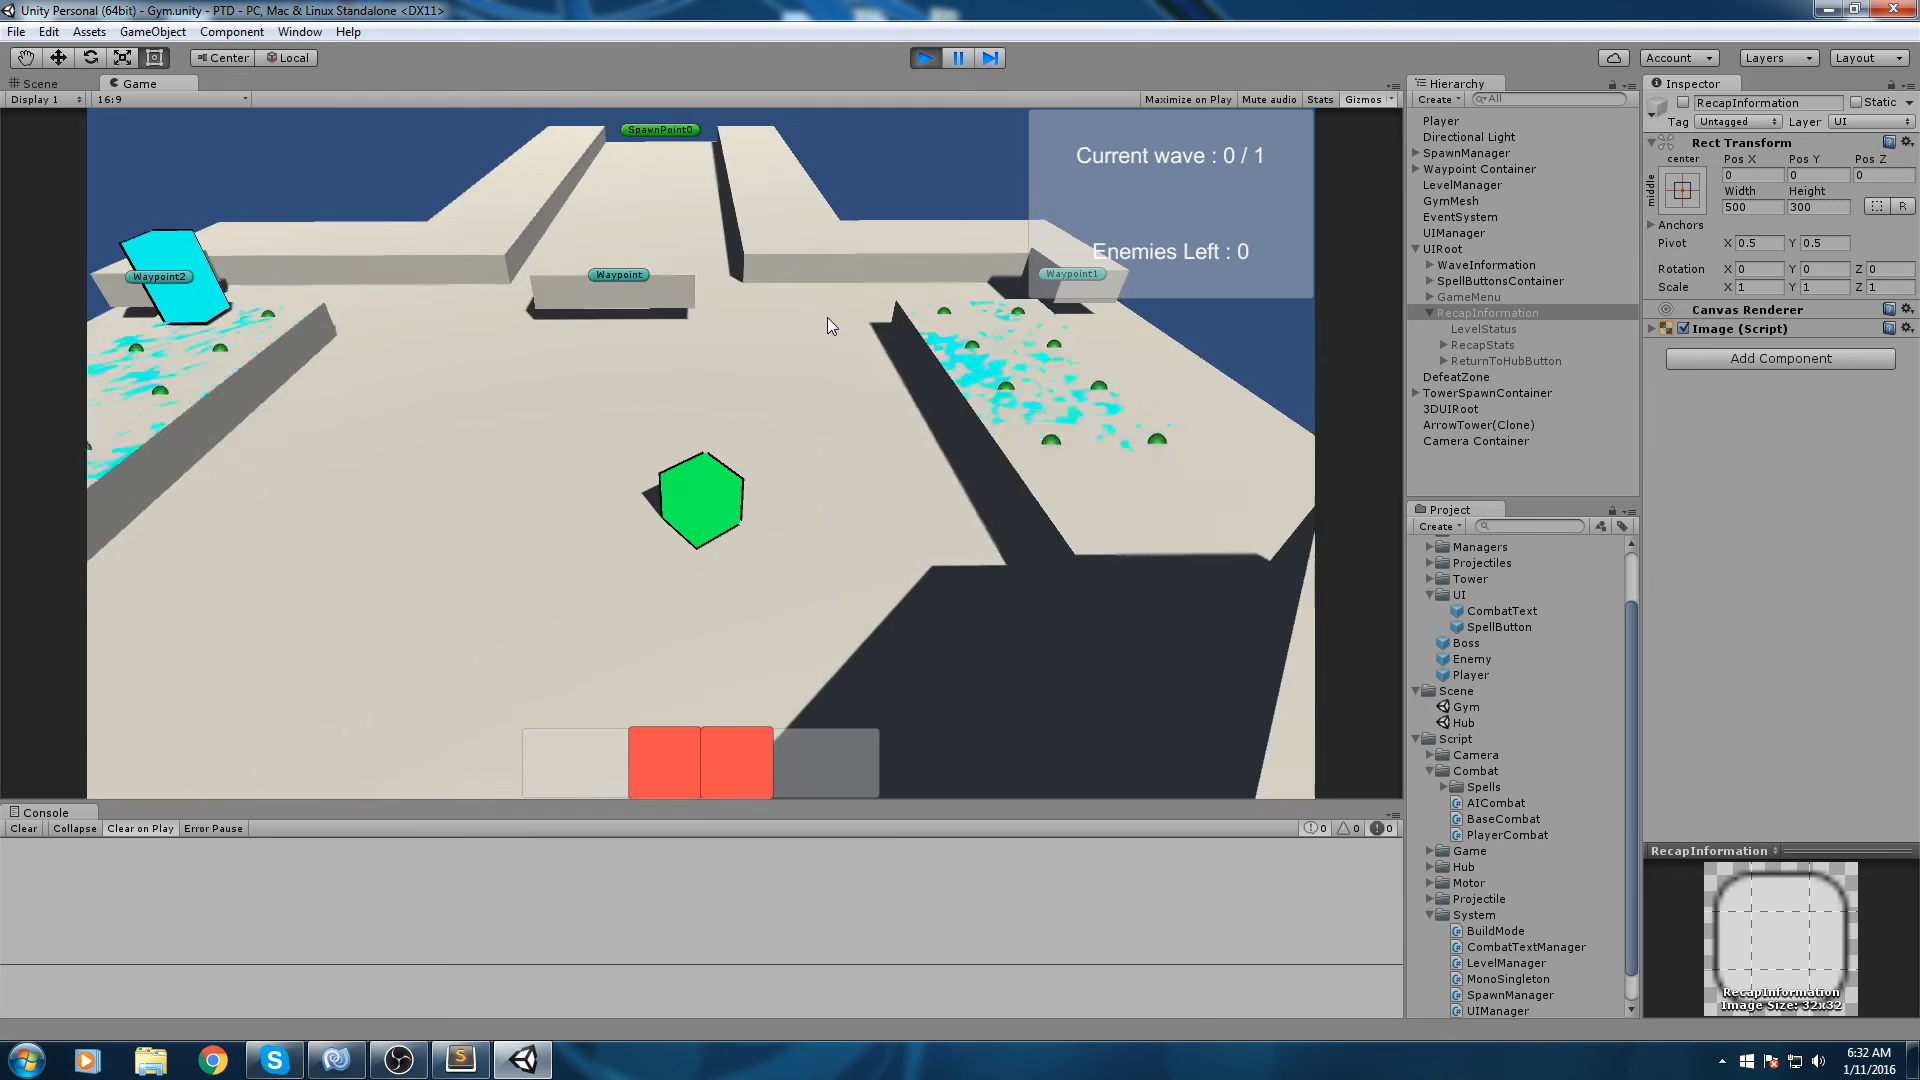 Unity Personal (64bit) - Gym.unity - PTD - PC, Mac & Linux Standalone <DX11>
File Edit Assets GameObject Component Window Help
Center Local Account Layers Layout
Scene Game
Display 1 16:9 Maximize on Play Mute audio Stats Gizmos
SpawnPoint0
Current wave : 0 / 1
Enemies Left : 0
Waypoint2
Waypoint
Waypoint1
Console
Clear Collapse Clear on Play Error Pause 0 0 0
Hierarchy
Create All
Player
Directional Light
SpawnManager
Waypoint Container
LevelManager
GymMesh
EventSystem
UIManager
UIRoot
WaveInformation
SpellButtonsContainer
GameMenu
RecapInformation
LevelStatus
RecapStats
ReturnToHubButton
DefeatZone
TowerSpawnContainer
3DUIRoot
ArrowTower(Clone)
Camera Container
Project
Create
Managers
Projectiles
Tower
UI
CombatText
SpellButton
Boss
Enemy
Player
Scene
Gym
Hub
Script
Camera
Combat
Spells
AICombat
BaseCombat
PlayerCombat
Game
Hub
Motor
Projectile
System
BuildMode
CombatTextManager
LevelManager
MonoSingleton
SpawnManager
UIManager
Inspector
RecapInformation Static
Tag Untagged Layer UI
Rect Transform
center Pos X Pos Y Pos Z
middle 0 0 0
Width Height
500 300 R
Anchors
Pivot X 0.5 Y 0.5
Rotation X 0 Y 0 Z 0
Scale X 1 Y 1 Z 1
Canvas Renderer
Image (Script)
Add Component
RecapInformation
RecapInformation
Image Size: 32x32
6:32 AM
1/11/2016